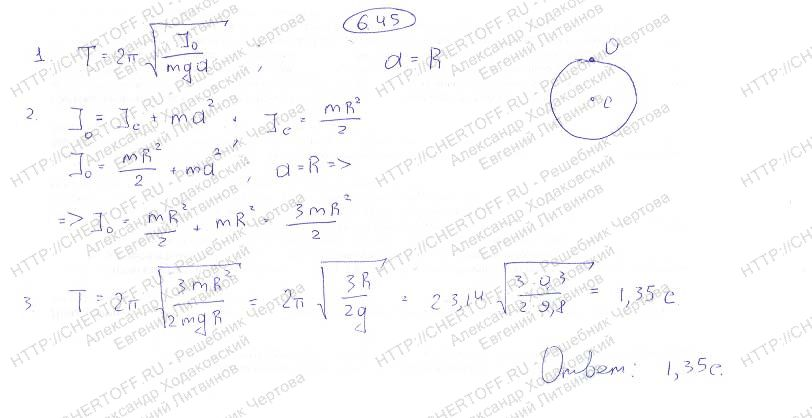 6.45
1. T = 2π √(J₀/mga) ; a = R
O
C
2. J₀ = J_c + ma² , J_c = mR²/2
J₀ = mR²/2 + ma² , a = R =>
=> J₀ = mR²/2 + mR² = 3mR²/2
3. T = 2π √(3mR²/2mgR) = 2π √(3R/2g) = 2 3,14 √(3 0,3/2 9,8) = 1,35 с
Ответ: 1,35с.
HTTP://CHERTOFF.RU - Решебник Чертова
Александр Ходаковский
Евгений Литвинов